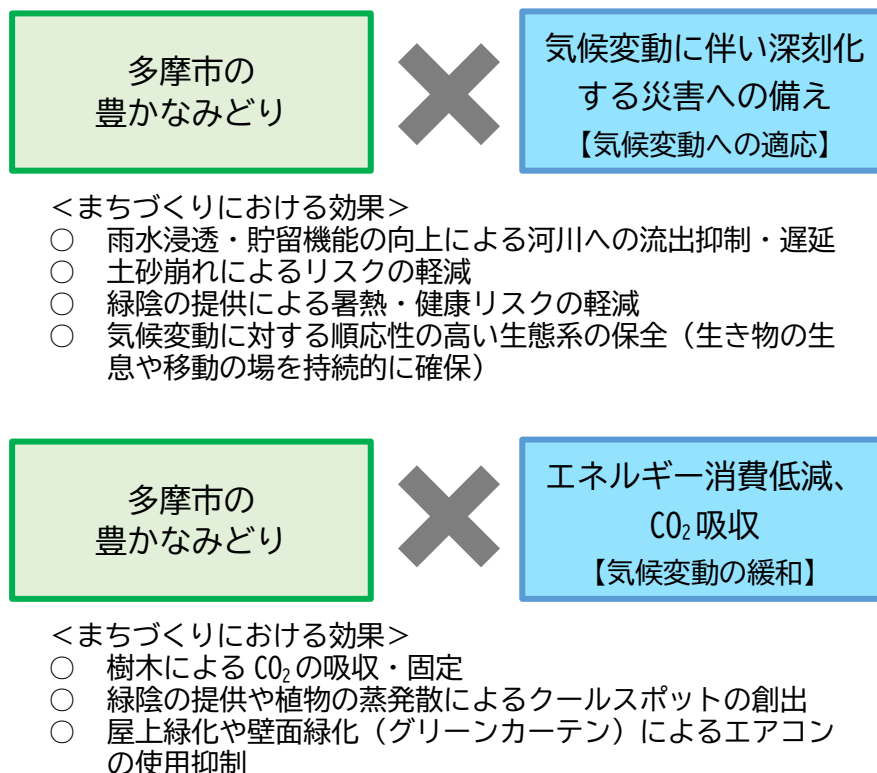 多摩市の
豊かなみどり
気候変動に伴い深刻化
する災害への備え
【気候変動への適応】
＜まちづくりにおける効果＞
○ 雨水浸透・貯留機能の向上による河川への流出抑制・遅延
○ 土砂崩れによるリスクの軽減
○ 緑陰の提供による暑熱・健康リスクの軽減
○ 気候変動に対する順応性の高い生態系の保全（生き物の生
息や移動の場を持続的に確保）
多摩市の
豊かなみどり
エネルギー消費低減、
CO₂吸収
【気候変動の緩和】
＜まちづくりにおける効果＞
○ 樹木によるCO₂の吸収・固定
○ 緑陰の提供や植物の蒸発散によるクールスポットの創出
○ 屋上緑化や壁面緑化（グリーンカーテン）によるエアコン
の使用抑制